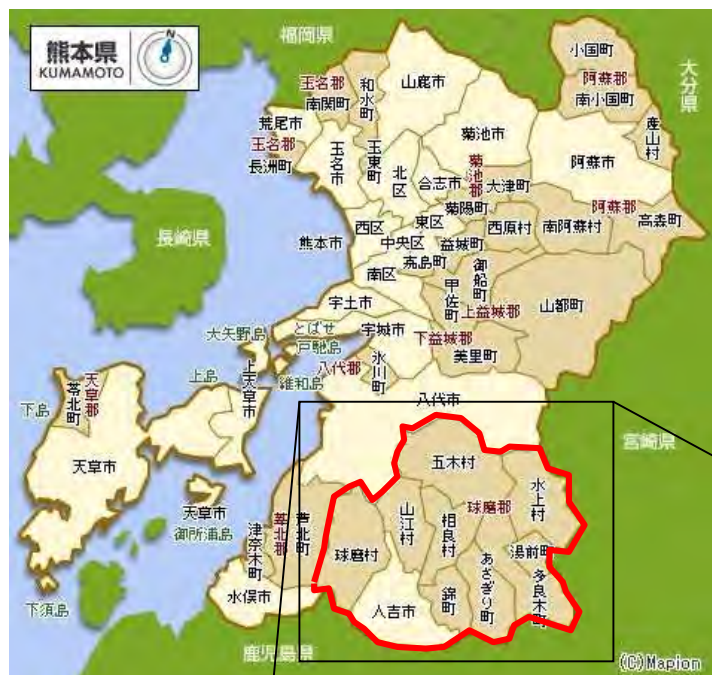 熊本県
KUMAMOTO
福岡県
大分県
小国町
阿蘇郡
南小国町
産山村
玉名郡
和水町
南関町
山鹿市
荒尾市
玉名郡
長洲町
玉名市
玉東町
菊池市
北区
合志市
菊池郡
大津町
阿蘇市
菊陽町
阿蘇郡
高森町
長崎県
熊本市
西区
東区
中央区
益城町
西原村
南阿蘇村
嘉島町
南区
御船町
甲佐町
上益城郡
山都町
宇土市
とばせ
戸馳島
宇城市
下益城郡
美里町
大矢野島
上天草市
維和島
八代郡
氷川町
上島
下島
苓北町
天草郡
天草市
八代市
宮崎県
五木村
水上村
天草市
御所浦島
山江村
相良村
球磨郡
湯前町
津奈木町
葦北郡
芦北町
球磨村
あさぎり町
多良木町
錦町
下須島
水俣市
人吉市
鹿児島県
(C)Mapion